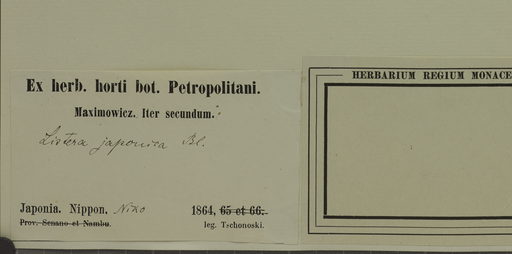 Ex herb. horti bot. Petropolitani.
Maximowicz. Iter secundum.
Listera japonica Bl.
Japonia. Nippon, Niko 1864, 65 et 66.
Prov. Senano et Nambu. leg. Tschonoski.
HERBARIUM REGIUM MONACE